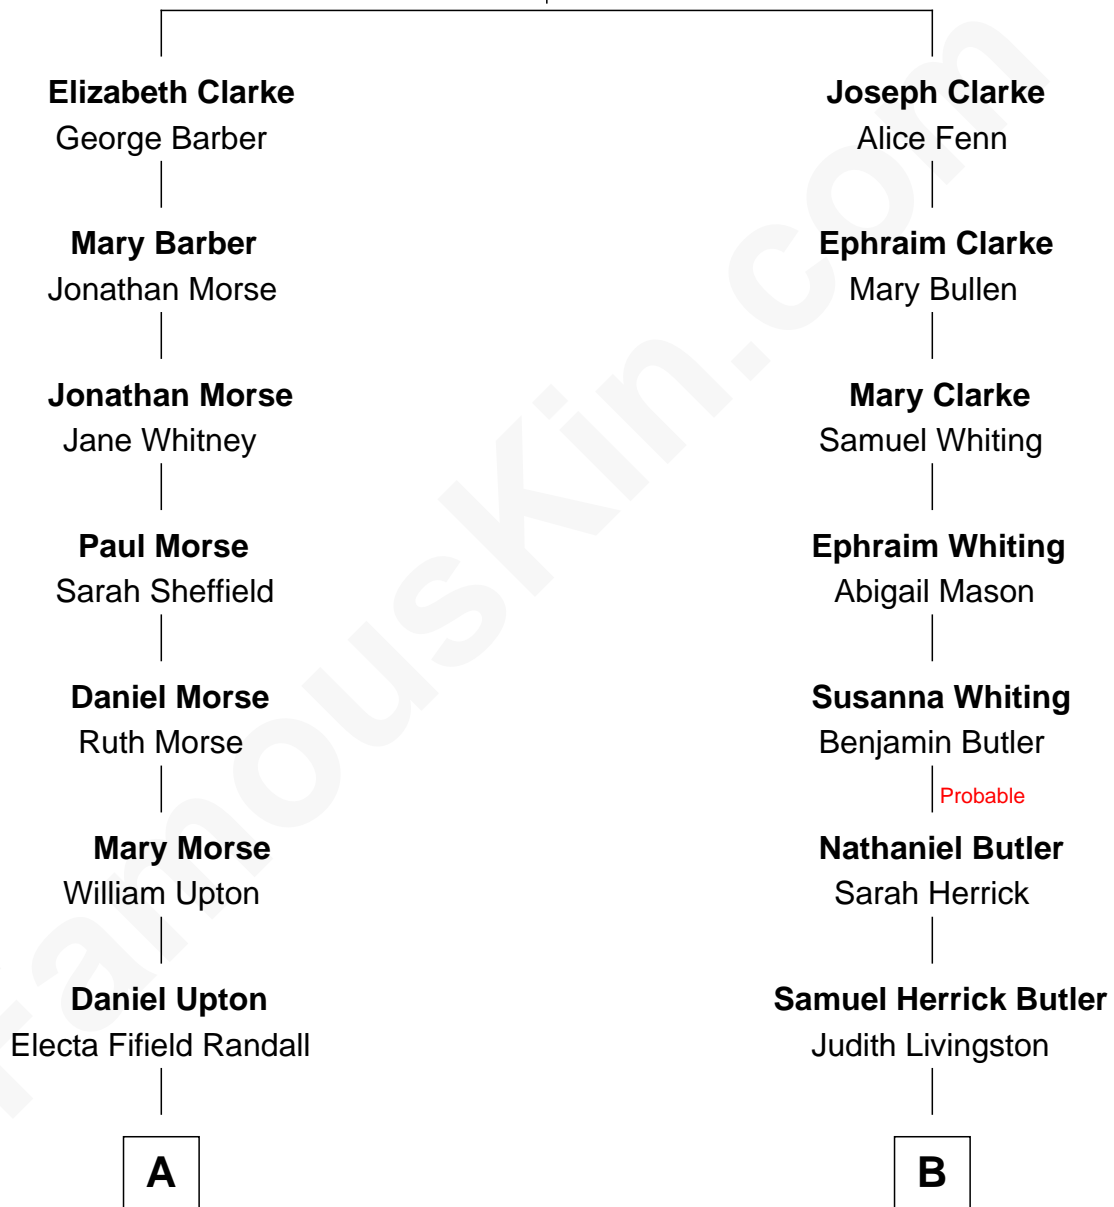 Elizabeth Clarke
George Barber
Mary Barber
Jonathan Morse
Jonathan Morse
Jane Whitney
Paul Morse
Sarah Sheffield
Daniel Morse
Ruth Morse
Mary Morse
William Upton
Daniel Upton
Electa Fifield Randall
A
Joseph Clarke
Alice Fenn
Ephraim Clarke
Mary Bullen
Mary Clarke
Samuel Whiting
Ephraim Whiting
Abigail Mason
Susanna Whiting
Benjamin Butler
Probable
Nathaniel Butler
Sarah Herrick
Samuel Herrick Butler
Judith Livingston
B
FamousKin.com